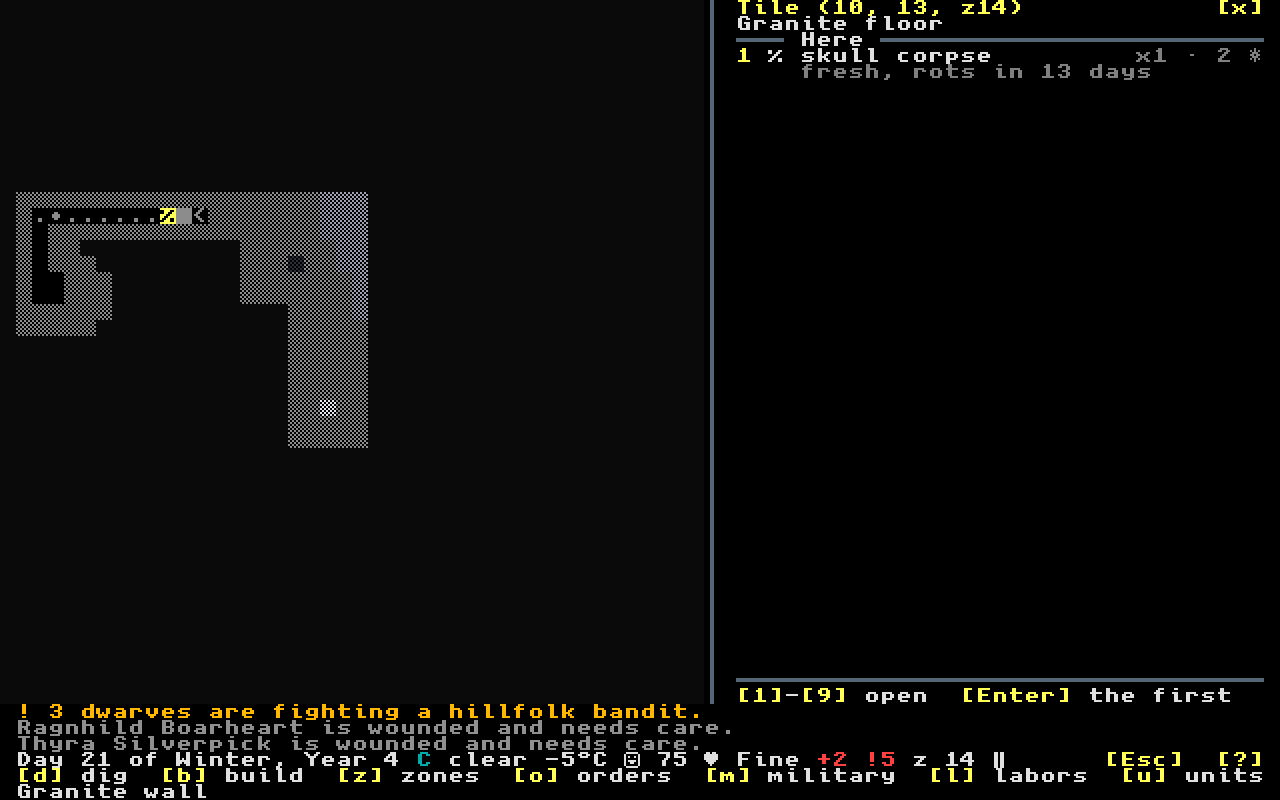 Tile (10, 13, z14) [x]
Granite floor
Here
1 % skull corpse x1 · 2 *
fresh, rots in 13 days
[1]-[9] open [Enter] the first
! 3 dwarves are fighting a hillfolk bandit.
Ragnhild Boarheart is wounded and needs care.
Thyra Silverpick is wounded and needs care.
Day 21 of Winter, Year 4 C clear -5°C ☺ 75 ♥ Fine +2 !5 z 14 ‖ [Esc] [?]
[d] dig [b] build [z] zones [o] orders [m] military [l] labors [u] units
Granite wall